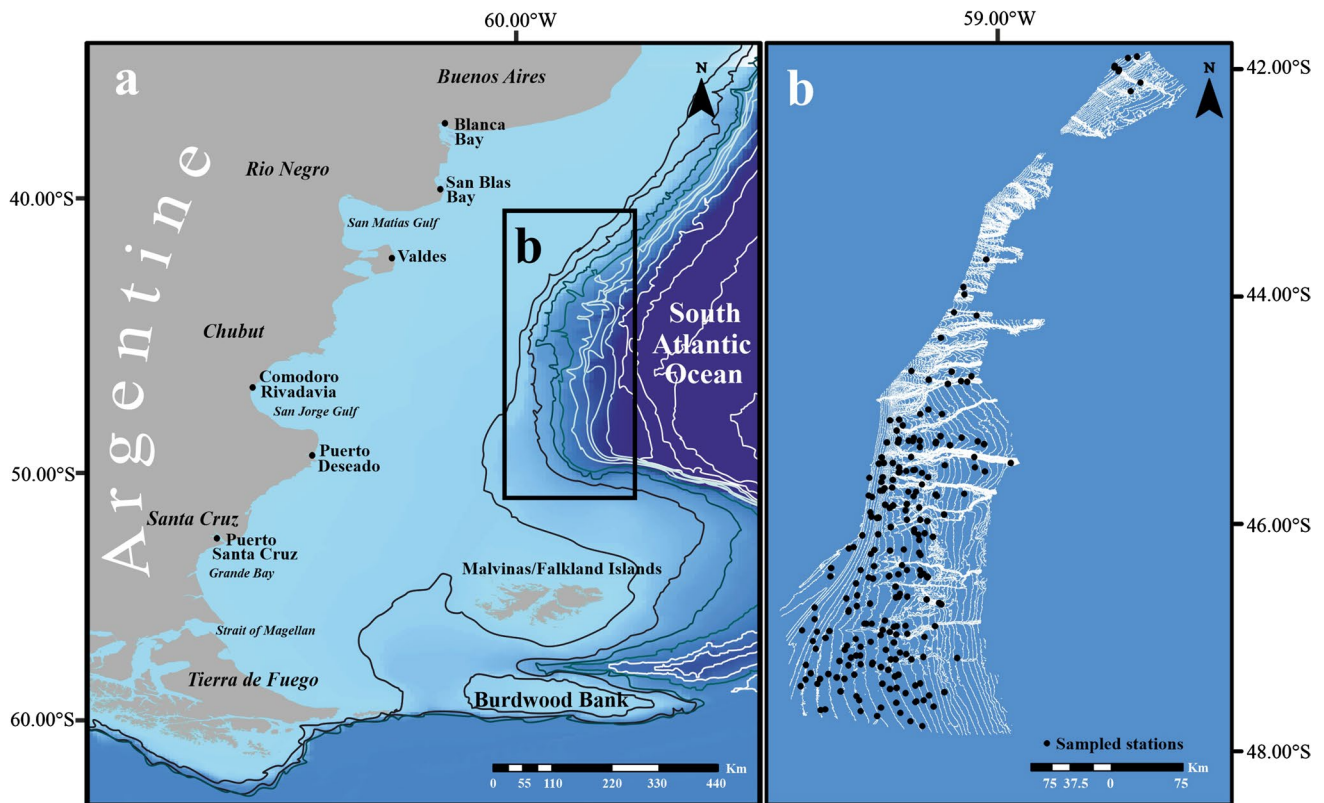 60.00°W
59.00°W
a
Buenos Aires
N
b
N
42.00°S
Blanca
Bay
Rio Negro
San Blas
Bay
40.00°S
San Matias Gulf
b
Valdes
Argentine
South
Atlantic
Ocean
44.00°S
Chubut
Comodoro
Rivadavia
San Jorge Gulf
Puerto
Deseado
50.00°S
Santa Cruz
Puerto
Santa Cruz
Grande Bay
46.00°S
Malvinas/Falkland Islands
Strait of Magellan
Tierra de Fuego
Burdwood Bank
60.00°S
Sampled stations
48.00°S
Km
0 55 110 220 330 440
Km
75 37.5 0 75